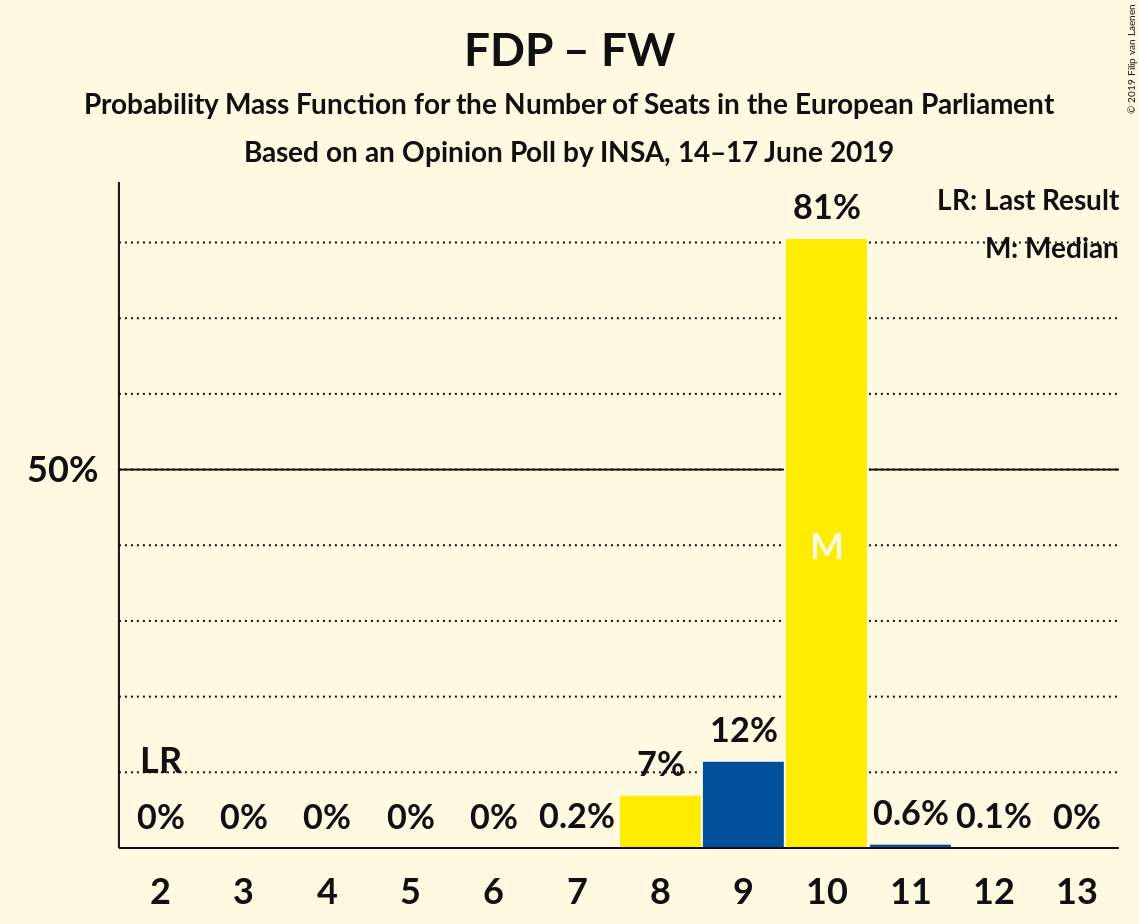 FDP – FW
Probability Mass Function for the Number of Seats in the European Parliament
Based on an Opinion Poll by INSA, 14–17 June 2019
© 2019 Filip van Laenen
LR: Last Result
M: Median
81%
50%
M
12%
LR
7%
0% 0% 0% 0% 0% 0.2% 0.6% 0.1% 0%
2 3 4 5 6 7 8 9 10 11 12 13